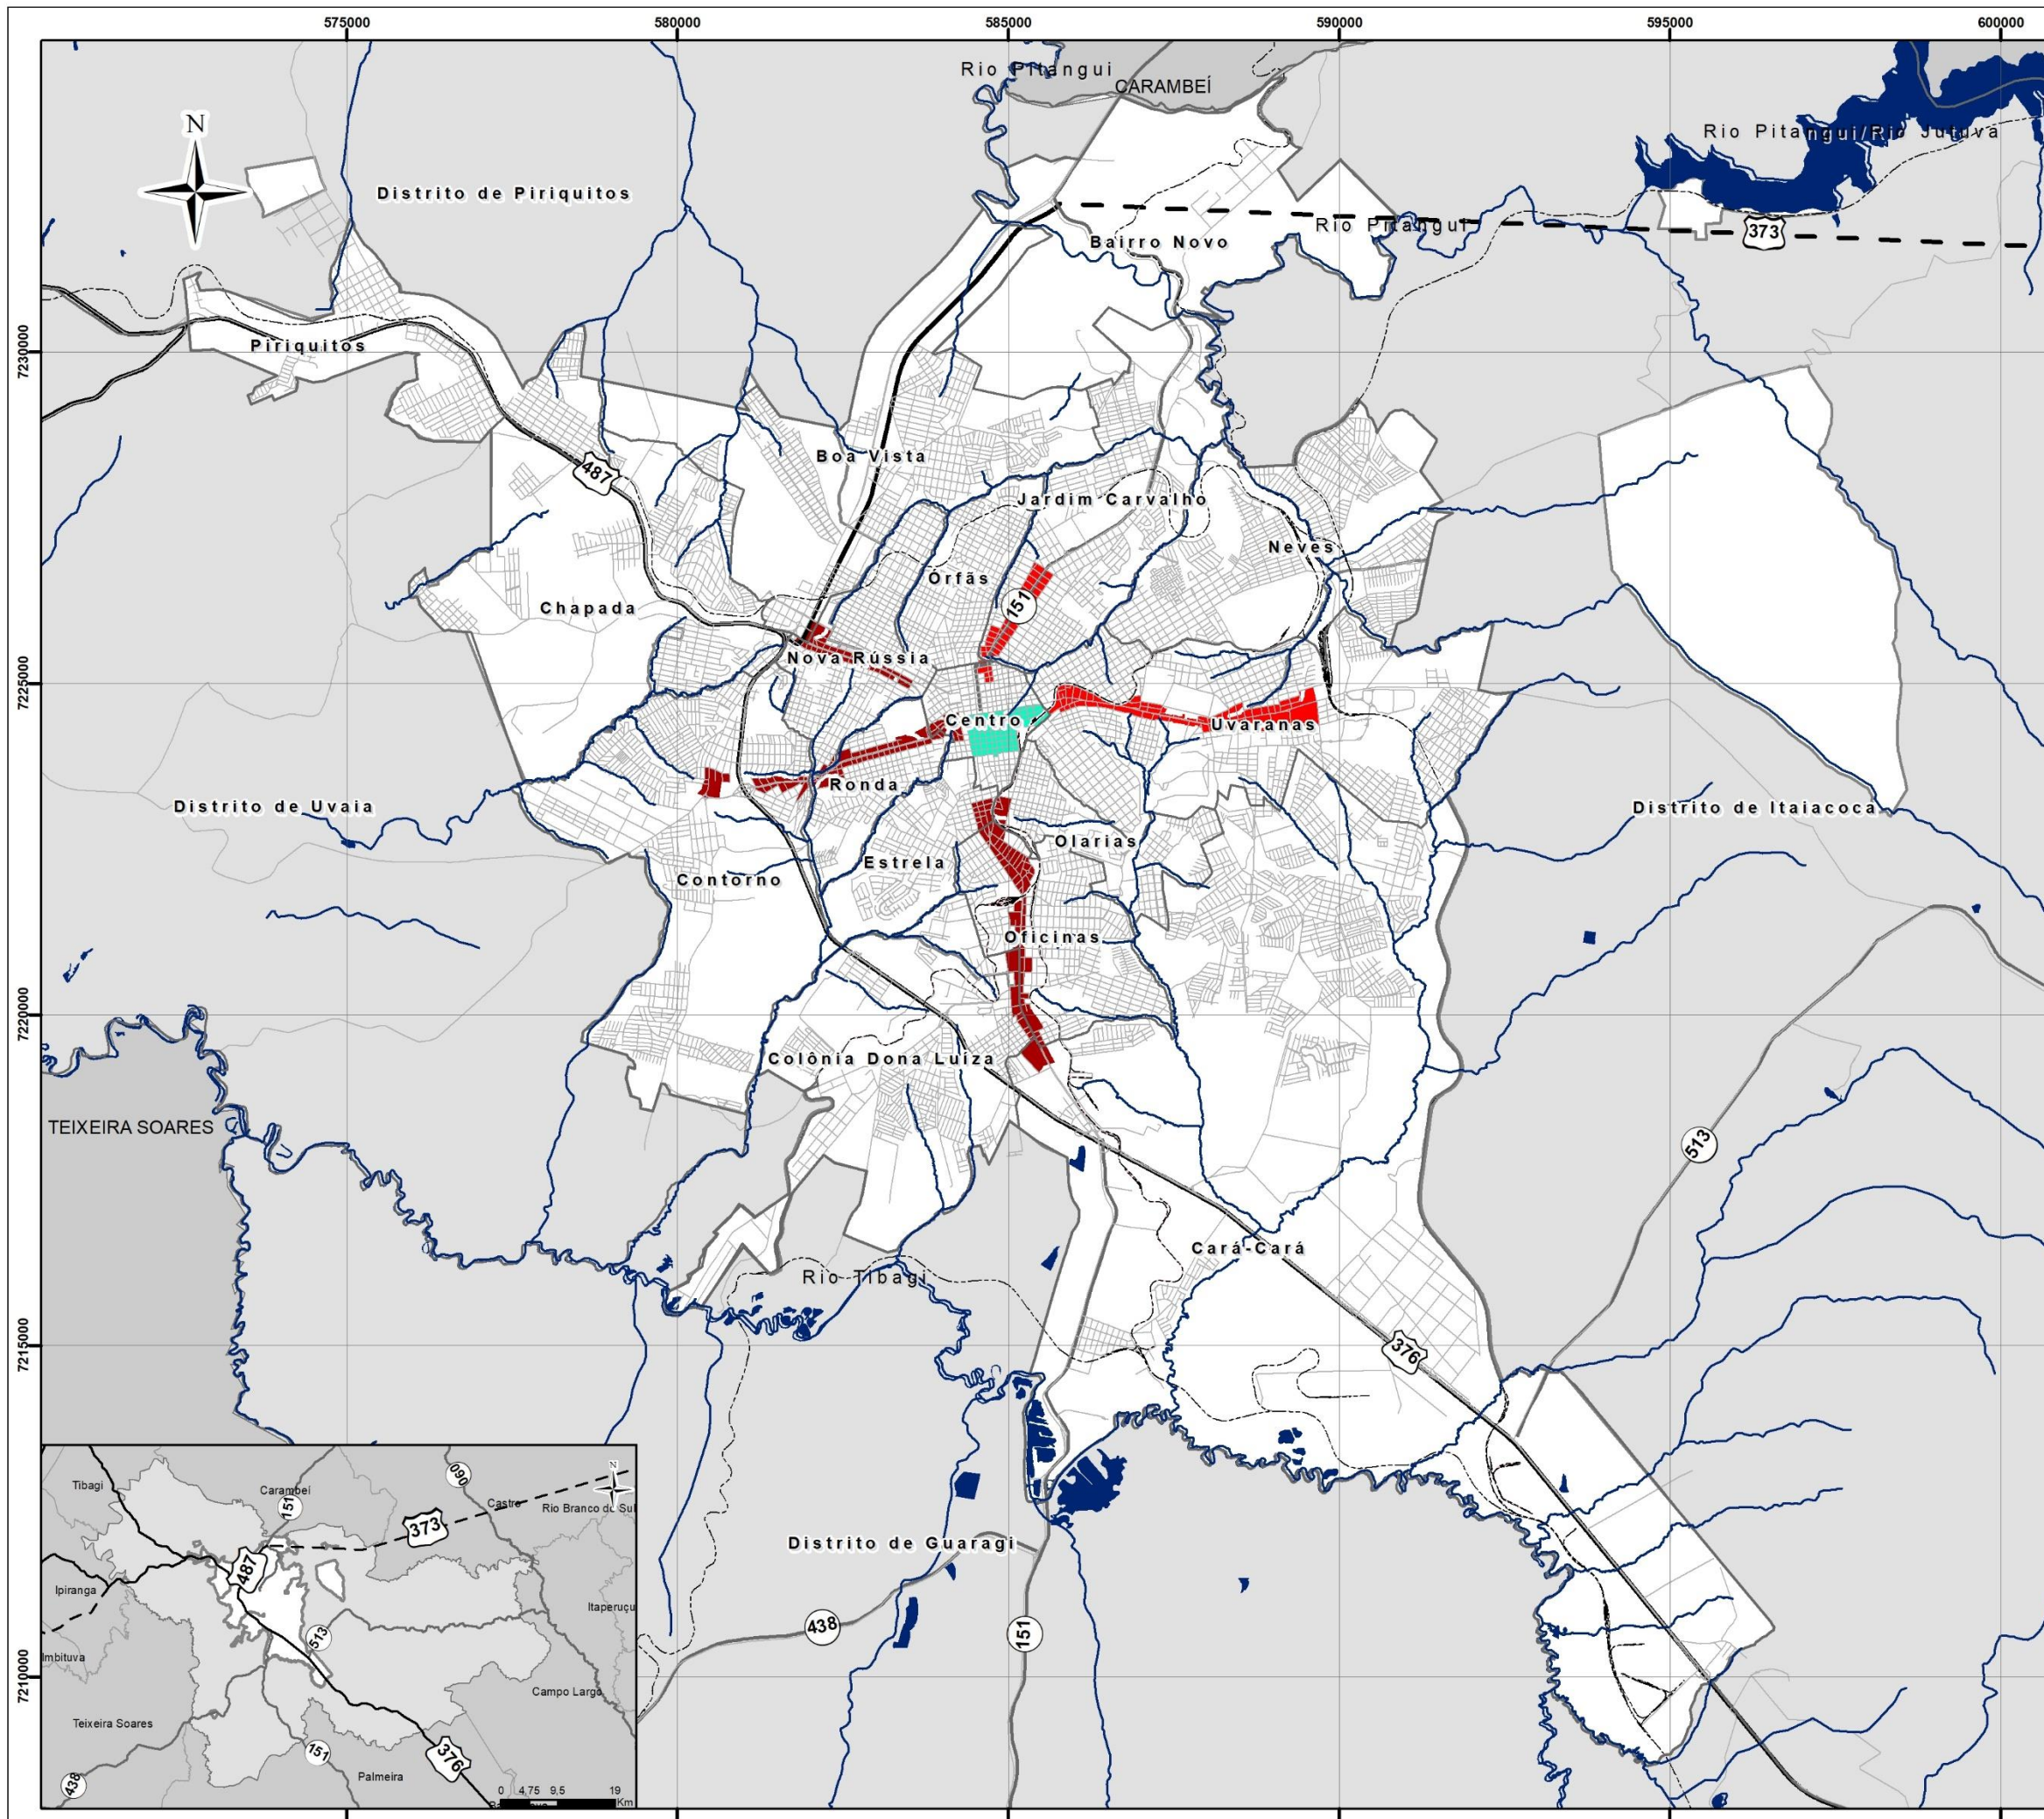 575000
580000
585000
590000
595000
600000
Rio Pitangui
CARAMBEÍ
N
Rio Pitangui/Rio Jutuva
Distrito de Piriquitos
Rio Pitangui
373
Bairro Novo
7230000
Piriquitos
487
Boa Vista
Jardim Carvalho
Neves
Órfãs
Chapada
151
Nova Rússia
7225000
Centro
Uvaranas
Ronda
Distrito de Uvaia
Distrito de Itaiacoca
Olarias
Estrela
Contorno
Oficinas
7220000
Colônia Dona Luíza
TEIXEIRA SOARES
513
Cará-Cará
Rio Tibagi
7215000
376
Distrito de Guaragi
438
151
7210000
Tibagi
Carambeí
090
N
151
Castro
Rio Branco do Sul
373
487
Ipiranga
Itaperuçu
513
Imbituva
Campo Largo
Teixeira Soares
151
376
438
Palmeira
0 4,75 9,5 19
Km